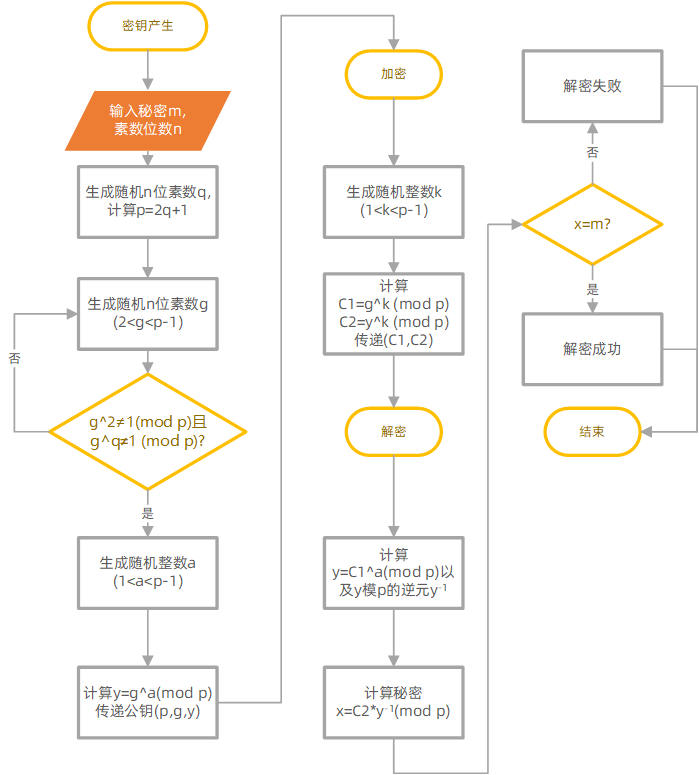 密钥产生
输入秘密m,
素数位数n
生成随机n位素数q,
计算p=2q+1
生成随机n位素数g
(2<g<p-1)
否
g^2≠1(mod p)且
g^q≠1 (mod p)?
是
生成随机整数a
(1<a<p-1)
计算y=g^a(mod p)
传递公钥(p,g,y)
加密
生成随机整数k
(1<k<p-1)
计算
C1=g^k (mod p)
C2=y^k (mod p)
传递(C1,C2)
解密
计算
y=C1^a(mod p)以
及y模p的逆元y⁻¹
计算秘密
x=C2*y⁻¹(mod p)
解密失败
否
x=m?
是
解密成功
结束